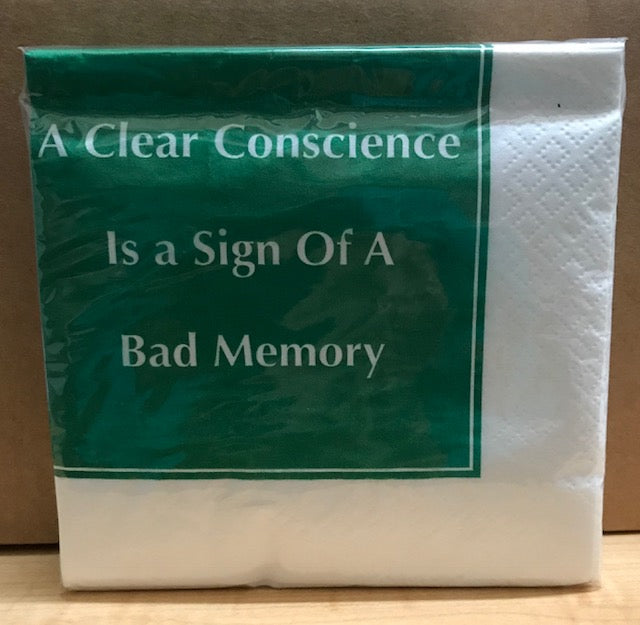 A Clear Conscience
Is a Sign Of A
Bad Memory